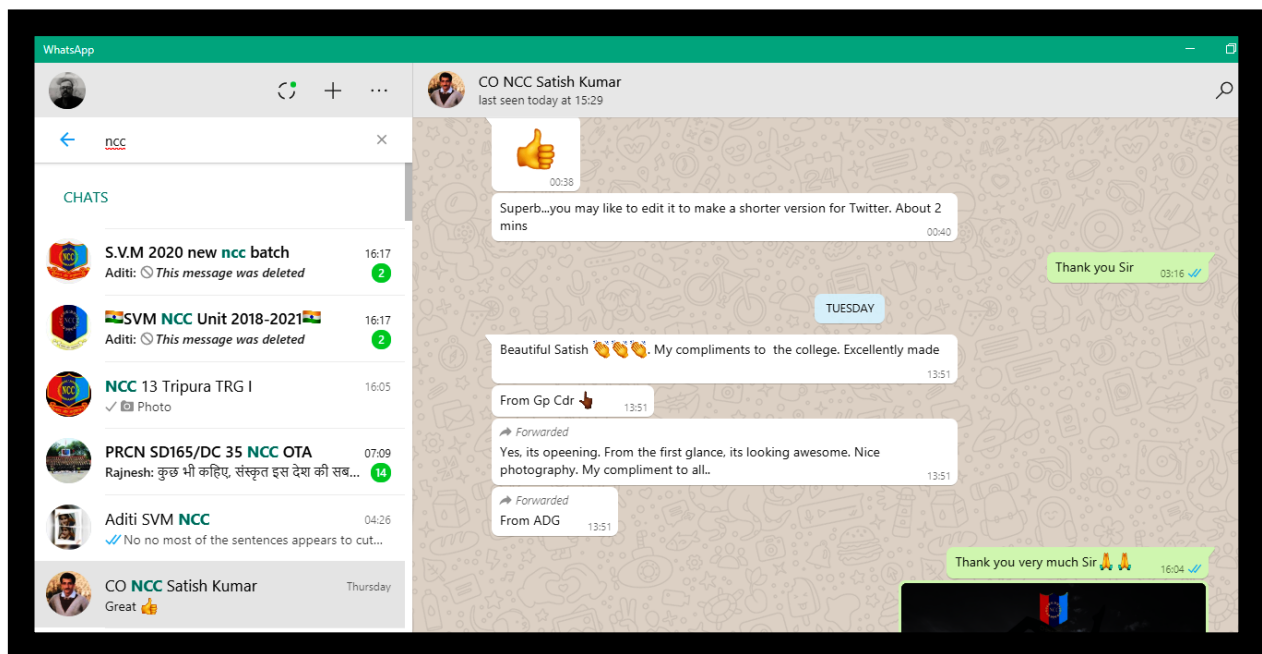 WhatsApp
CO NCC Satish Kumar
last seen today at 15:29
ncc
CHATS
S.V.M 2020 new ncc batch 16:17
Aditi: This message was deleted 2
SVM NCC Unit 2018-2021 16:17
Aditi: This message was deleted 2
NCC 13 Tripura TRG I 16:05
Photo
PRCN SD165/DC 35 NCC OTA 07:09
Rajnesh: कुछ भी कहिए, संस्कृत इस देश की सब... 14
Aditi SVM NCC 04:26
No no most of the sentences appears to cut...
CO NCC Satish Kumar Thursday
Great 👍
👍
00:38
Superb...you may like to edit it to make a shorter version for Twitter. About 2
mins
00:40
Thank you Sir 03:16
TUESDAY
Beautiful Satish 👏👏👏. My compliments to the college. Excellently made
13:51
From Gp Cdr 👆 13:51
Forwarded
Yes, its opeening. From the first glance, its looking awesome. Nice
photography. My compliment to all..
13:51
Forwarded
From ADG 13:51
Thank you very much Sir🙏🙏 16:04